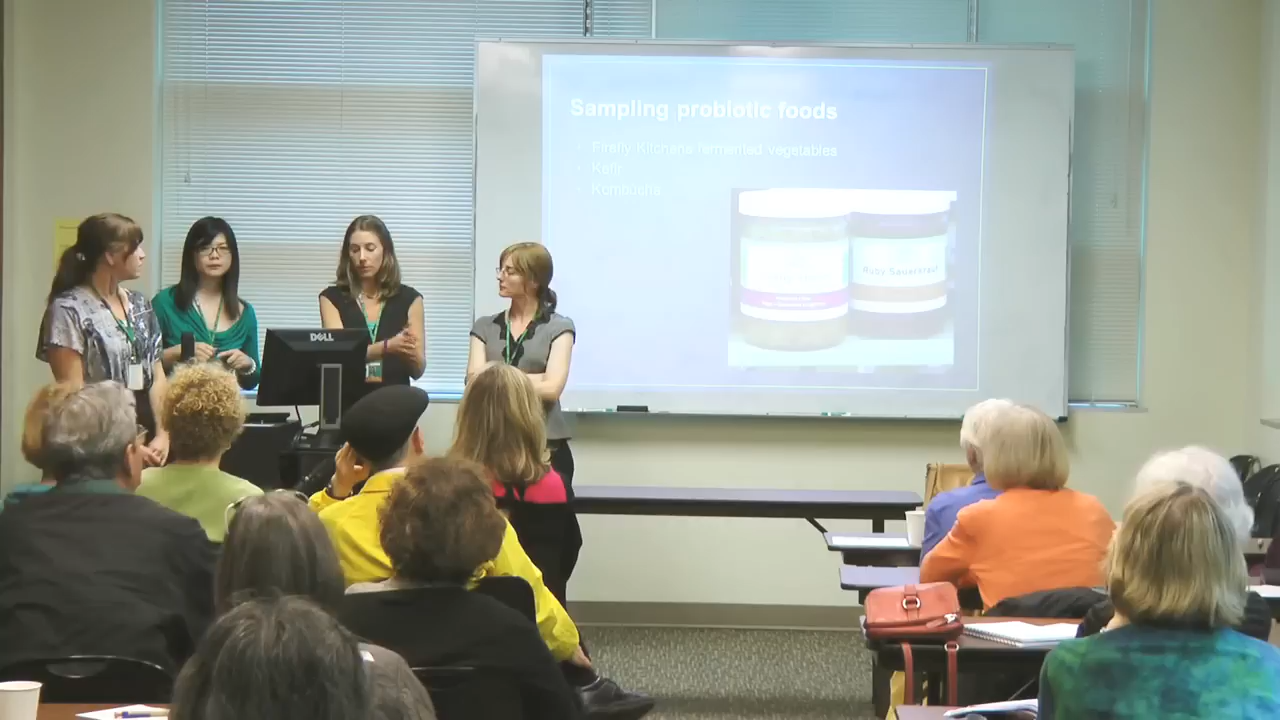 Sampling probiotic foods
• Firefly Kitchens fermented vegetables
• Kefir
• Kombucha
Ruby Sauerkraut
DELL